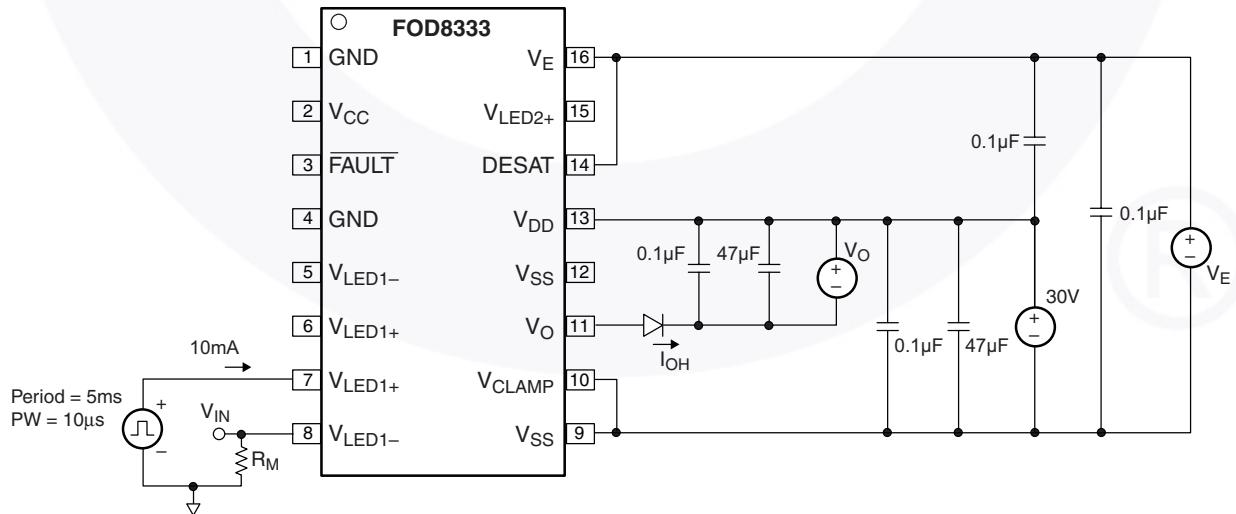 FOD8333
1 GND
2 VCC
3 FAULT
4 GND
5 VLED1–
6 VLED1+
7 VLED1+
8 VLED1–
VE 16
VLED2+ 15
DESAT 14
VDD 13
VSS 12
VO 11
VCLAMP 10
VSS 9
10mA
Period = 5ms
PW = 10µs
+
–
VIN
RM
0.1µF
47µF
+
–
VO
IOH
0.1µF
47µF
30V
+
–
0.1µF
0.1µF
+
–
VE
®